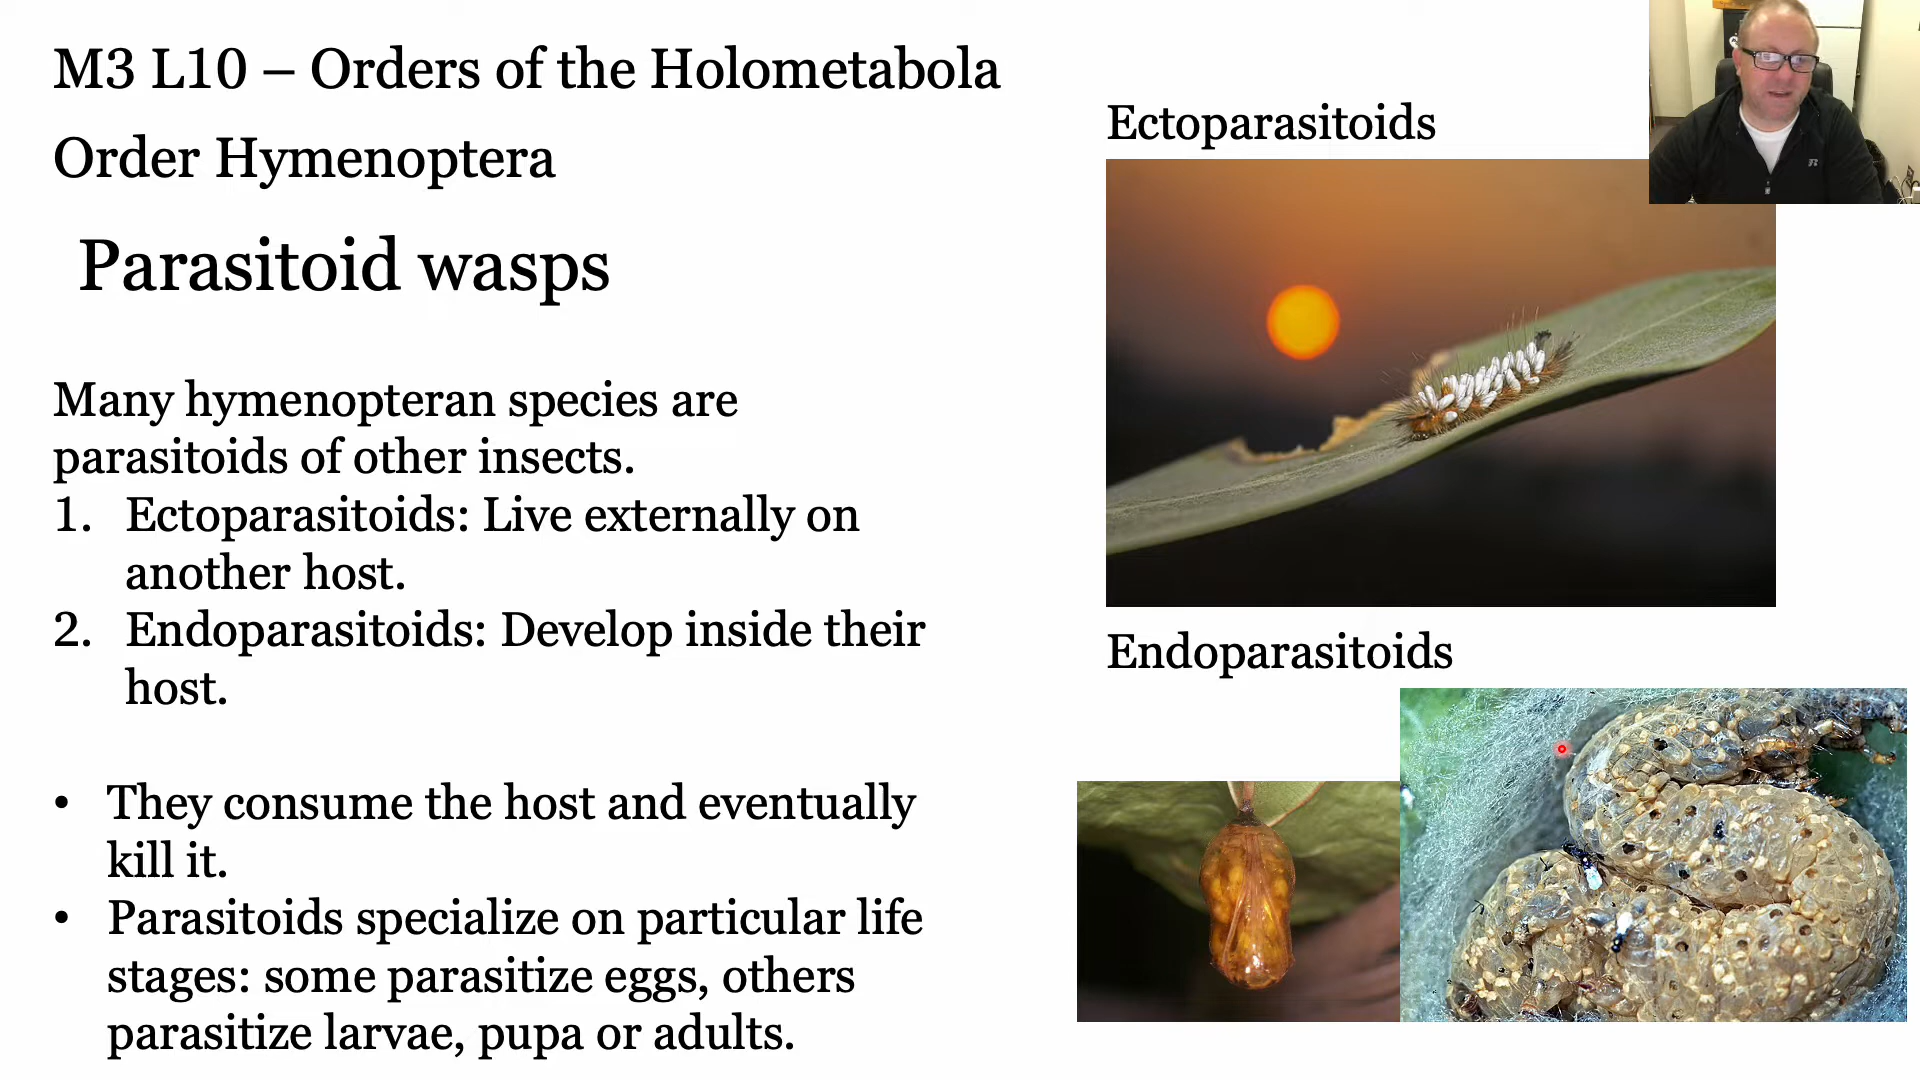 M3 L10 – Orders of the Holometabola
Order Hymenoptera
Parasitoid wasps
Many hymenopteran species are
parasitoids of other insects.
1. Ectoparasitoids: Live externally on
another host.
2. Endoparasitoids: Develop inside their
host.
• They consume the host and eventually
kill it.
• Parasitoids specialize on particular life
stages: some parasitize eggs, others
parasitize larvae, pupa or adults.
Ectoparasitoids
Endoparasitoids